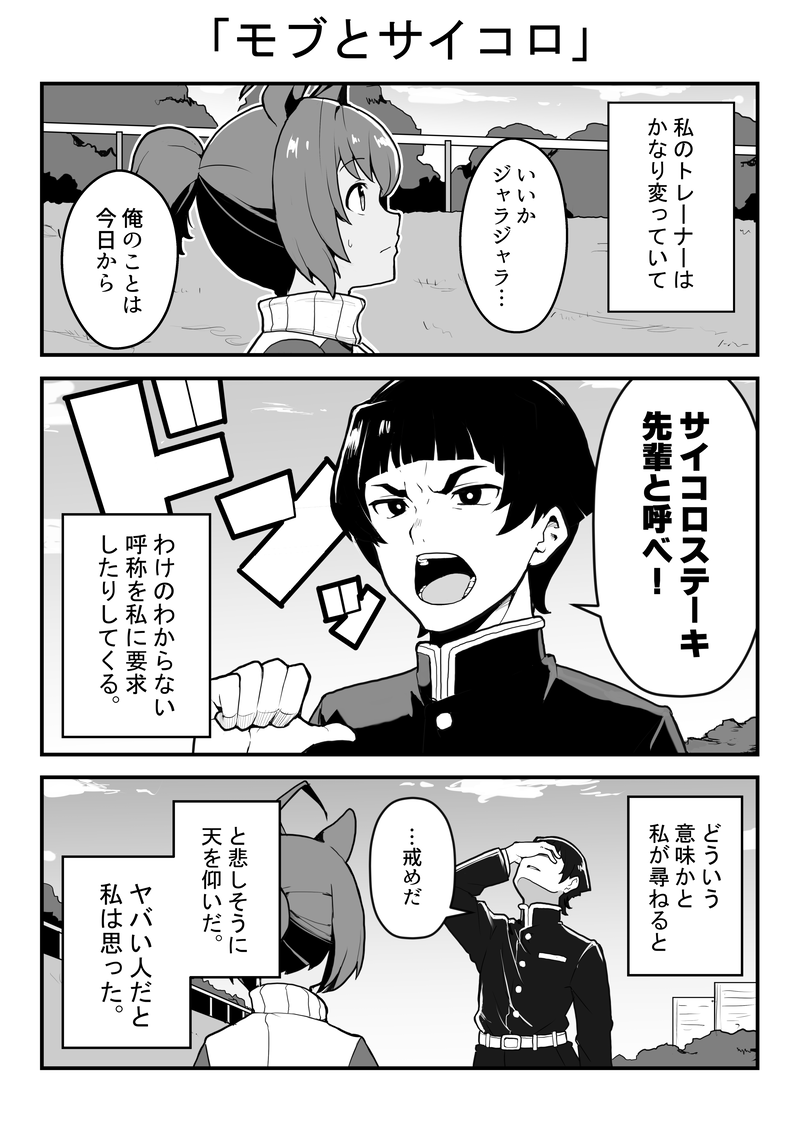 「モブとサイコロ」
私のトレーナーは
かなり変っていて
いいか
ジャラジャラ…
俺のことは
今日から
サイコロステーキ
先輩と呼べ！
ドドンッ
わけのわからない
呼称を私に要求
したりしてくる。
どういう
意味かと
私が尋ねると
…戒めだ
と悲しそうに
天を仰いだ。
ヤバい人だと
私は思った。